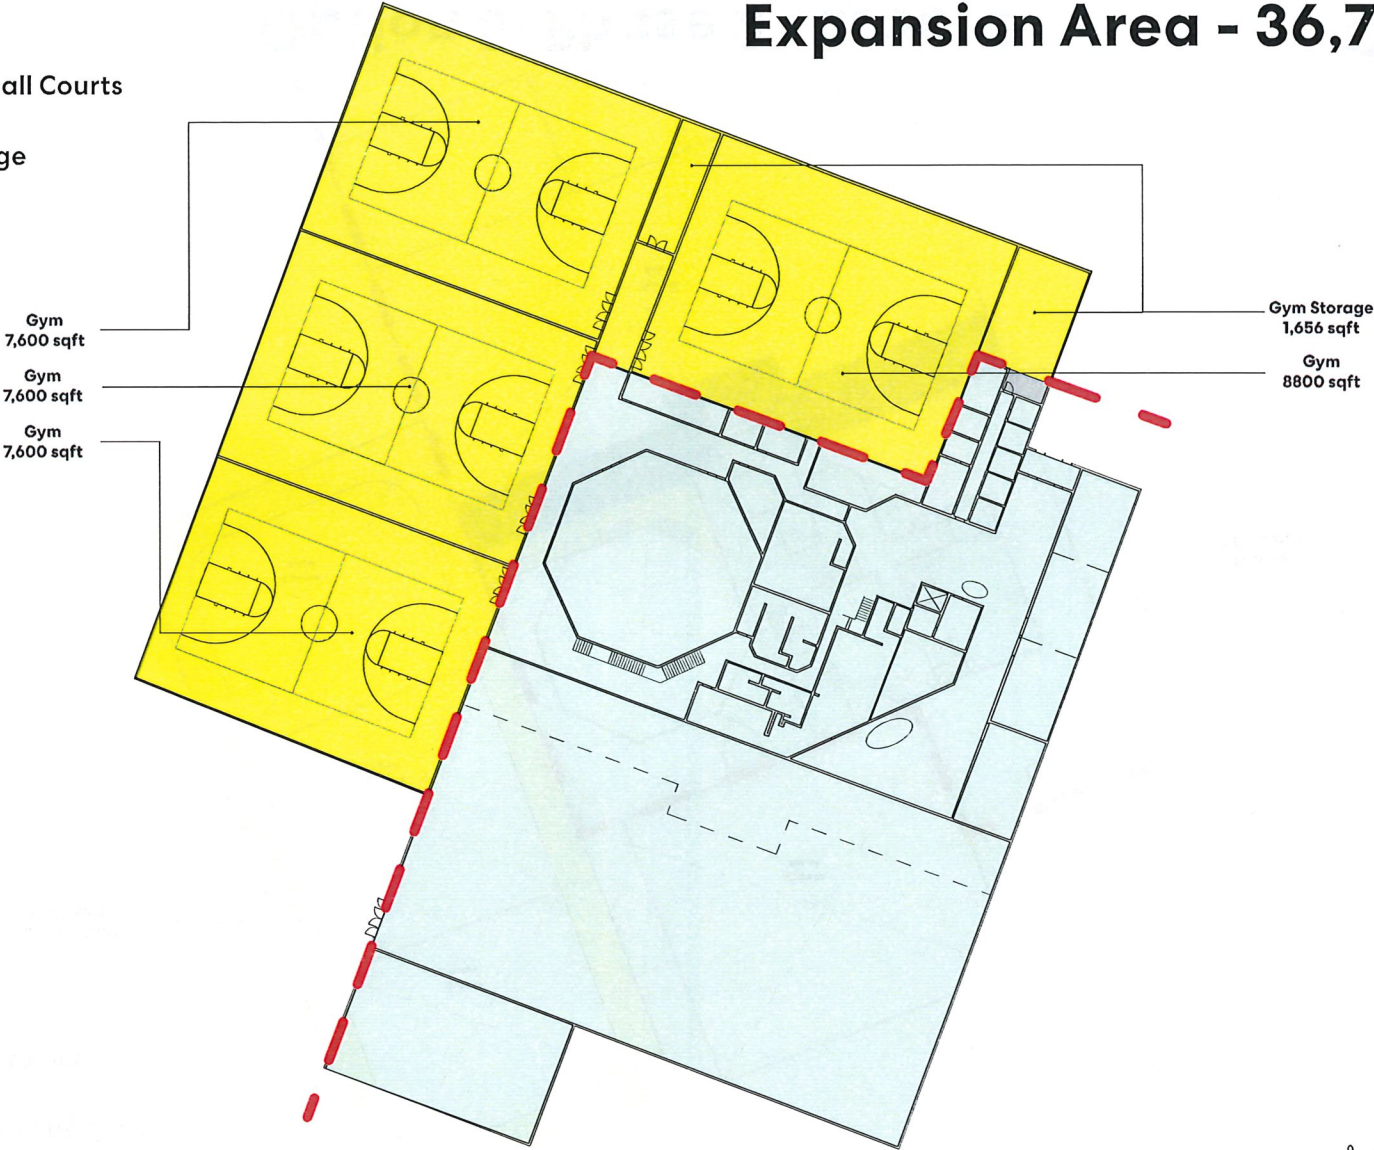 Expansion Area - 36,7
all Courts
ge
Gym
7,600 sqft
Gym
7,600 sqft
Gym
7,600 sqft
Gym Storage
1,656 sqft
Gym
8800 sqft